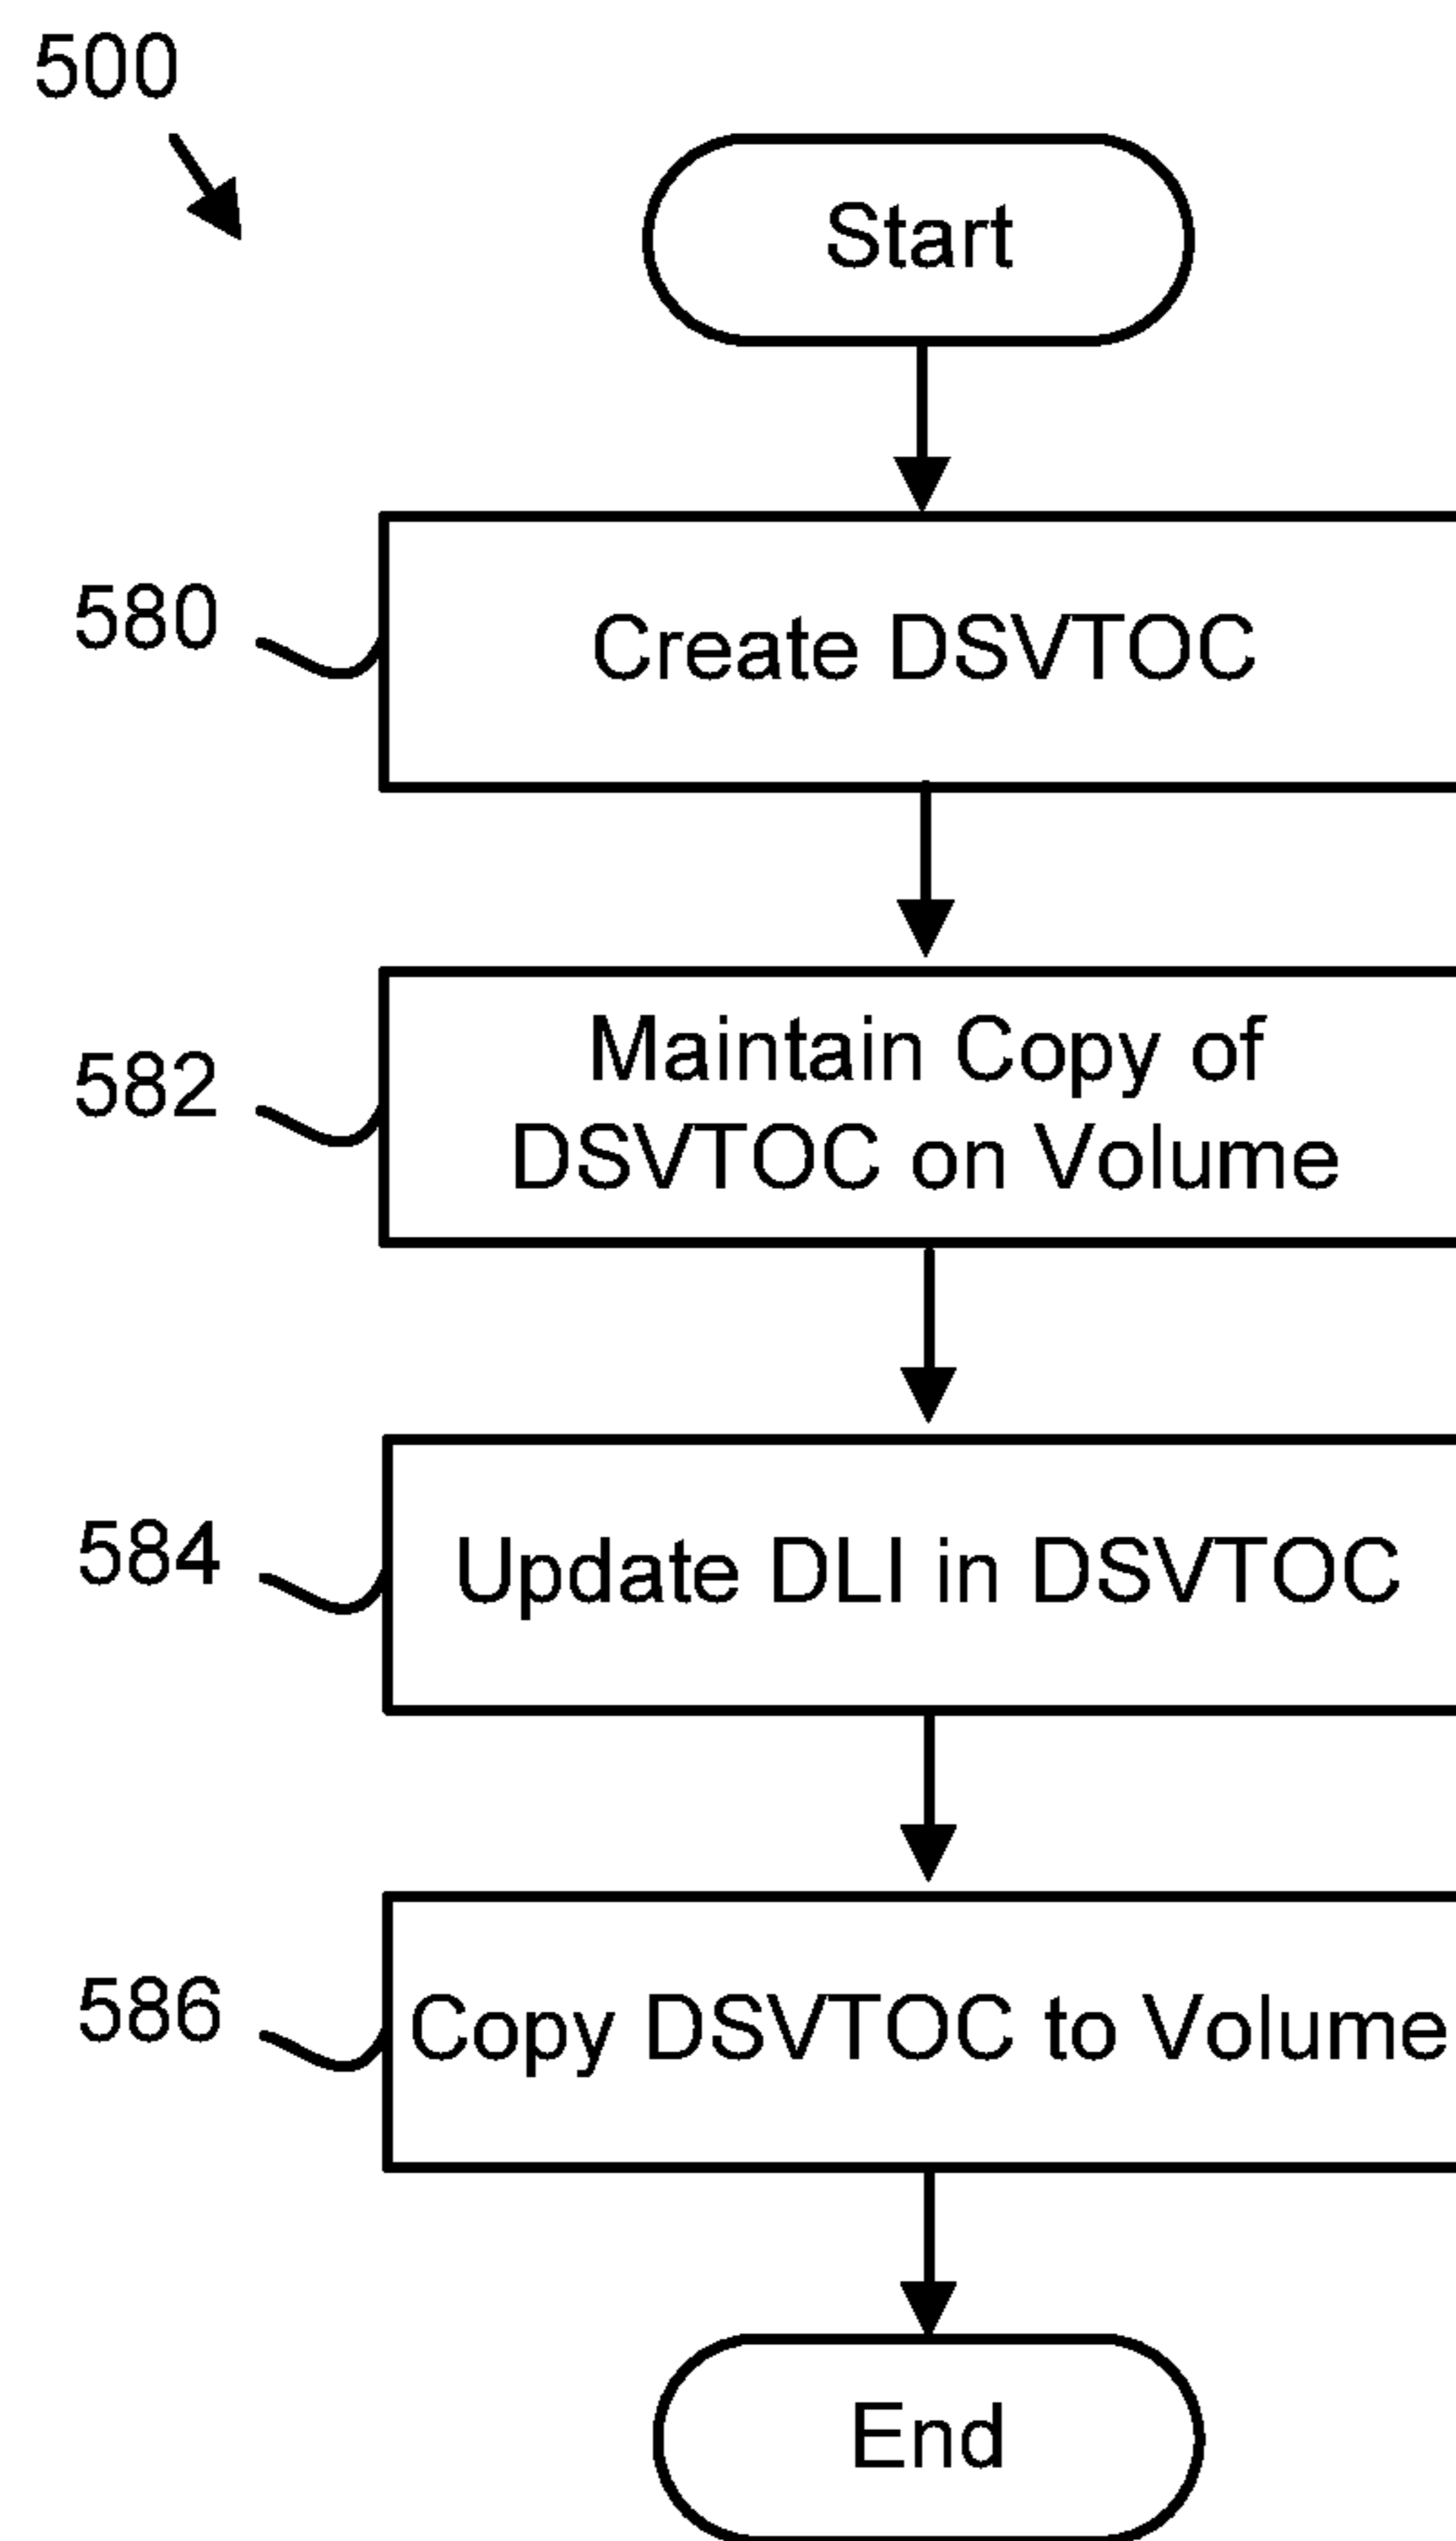 500
Start
580
Create DSVTOC
582
Maintain Copy of
DSVTOC on Volume
584
Update DLI in DSVTOC
586
Copy DSVTOC to Volume
End